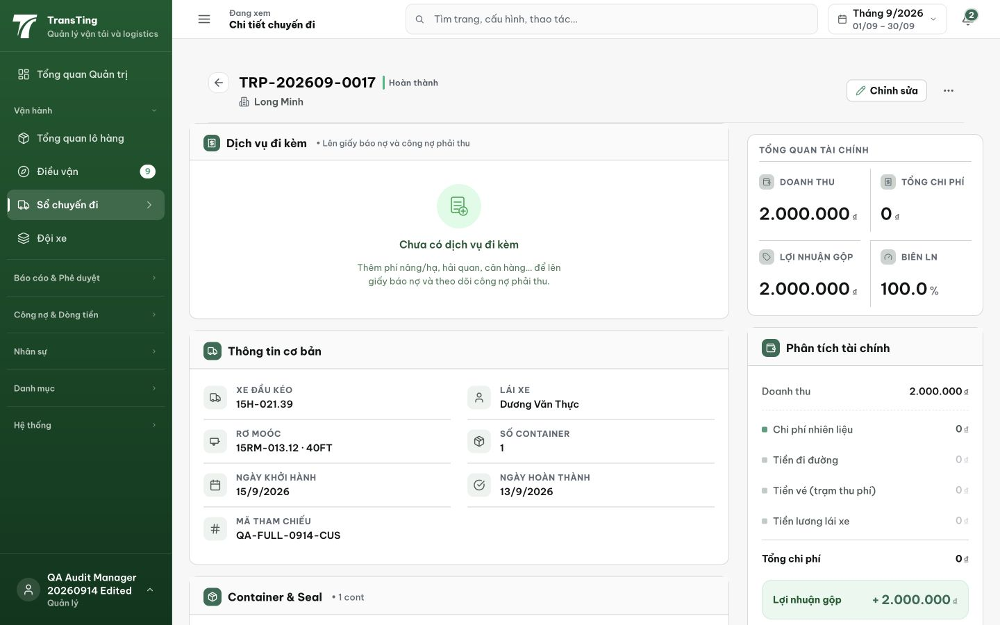 TransTing
Quản lý vận tải và logistics
Tổng quan Quản trị
Vận hành
Tổng quan lô hàng
Điều vận
9
Sổ chuyến đi
Đội xe
Báo cáo & Phê duyệt
Công nợ & Dòng tiền
Nhân sự
Danh mục
Hệ thống
QA Audit Manager
20260914 Edited
Quản lý
Đang xem
Chi tiết chuyến đi
Tìm trang, cấu hình, thao tác...
Tháng 9/2026
01/09 – 30/09
2
TRP-202609-0017
Hoàn thành
Long Minh
Chỉnh sửa
Dịch vụ đi kèm
• Lên giấy báo nợ và công nợ phải thu
Chưa có dịch vụ đi kèm
Thêm phí nâng/hạ, hải quan, cân hàng... để lên
giấy báo nợ và theo dõi công nợ phải thu.
Thông tin cơ bản
XE ĐẦU KÉO
15H-021.39
LÁI XE
Dương Văn Thực
RƠ MOÓC
15RM-013.12 · 40FT
SỐ CONTAINER
1
NGÀY KHỞI HÀNH
15/9/2026
NGÀY HOÀN THÀNH
13/9/2026
MÃ THAM CHIẾU
QA-FULL-0914-CUS
Container & Seal
• 1 cont
TỔNG QUAN TÀI CHÍNH
DOANH THU
2.000.000 đ
TỔNG CHI PHÍ
0 đ
LỢI NHUẬN GỘP
2.000.000 đ
BIÊN LN
100.0 %
Phân tích tài chính
Doanh thu
2.000.000 đ
Chi phí nhiên liệu
0 đ
Tiền đi đường
0 đ
Tiền vé (trạm thu phí)
0 đ
Tiền lương lái xe
0 đ
Tổng chi phí
0 đ
Lợi nhuận gộp
+ 2.000.000 đ